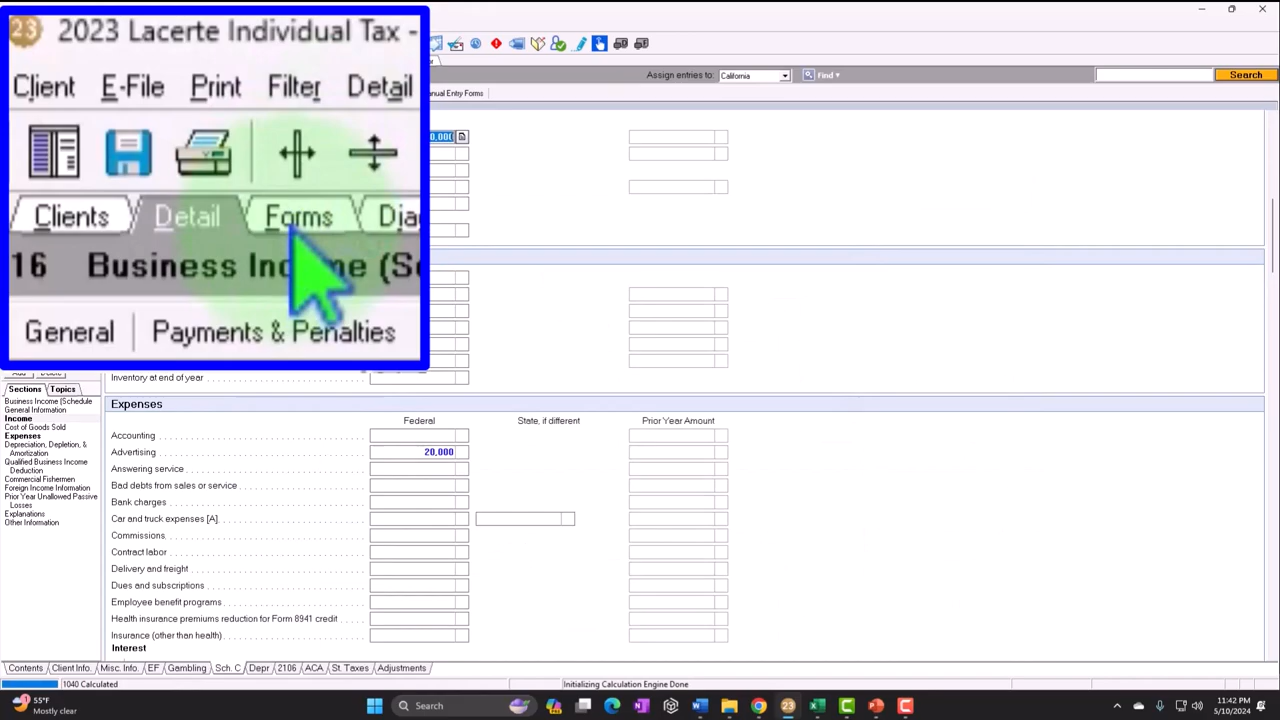 2023 Lacerte Individual Tax -
Client E-File Print Filter Detail
Clients Detail Forms
16 Business Income
General Payments & Penalties
Assign entries to: California Find Search
Manual Entry Forms
Inventory at end of year
Expenses
Federal State, if different Prior Year Amount
Accounting
Advertising 20,000
Answering service
Bad debts from sales or service
Bank charges
Car and truck expenses [A]
Commissions
Contract labor
Delivery and freight
Dues and subscriptions
Employee benefit programs
Health insurance premiums reduction for Form 8941 credit
Insurance (other than health)
Interest
Sections Topics
Business Income (Schedule
General Information
Income
Cost of Goods Sold
Expenses
Depreciation, Depletion, &
Amortization
Qualified Business Income
Deduction
Commercial Fishermen
Foreign Income Information
Prior Year Unallowed Passive
Losses
Explanations
Other Information
Contents Client Info. Misc. Info. EF Gambling Sch. C Depr 2106 ACA St. Taxes Adjustments
1040 Calculated Initializing Calculation Engine Done
55°F
Mostly clear
Search
11:42 PM
5/10/2024